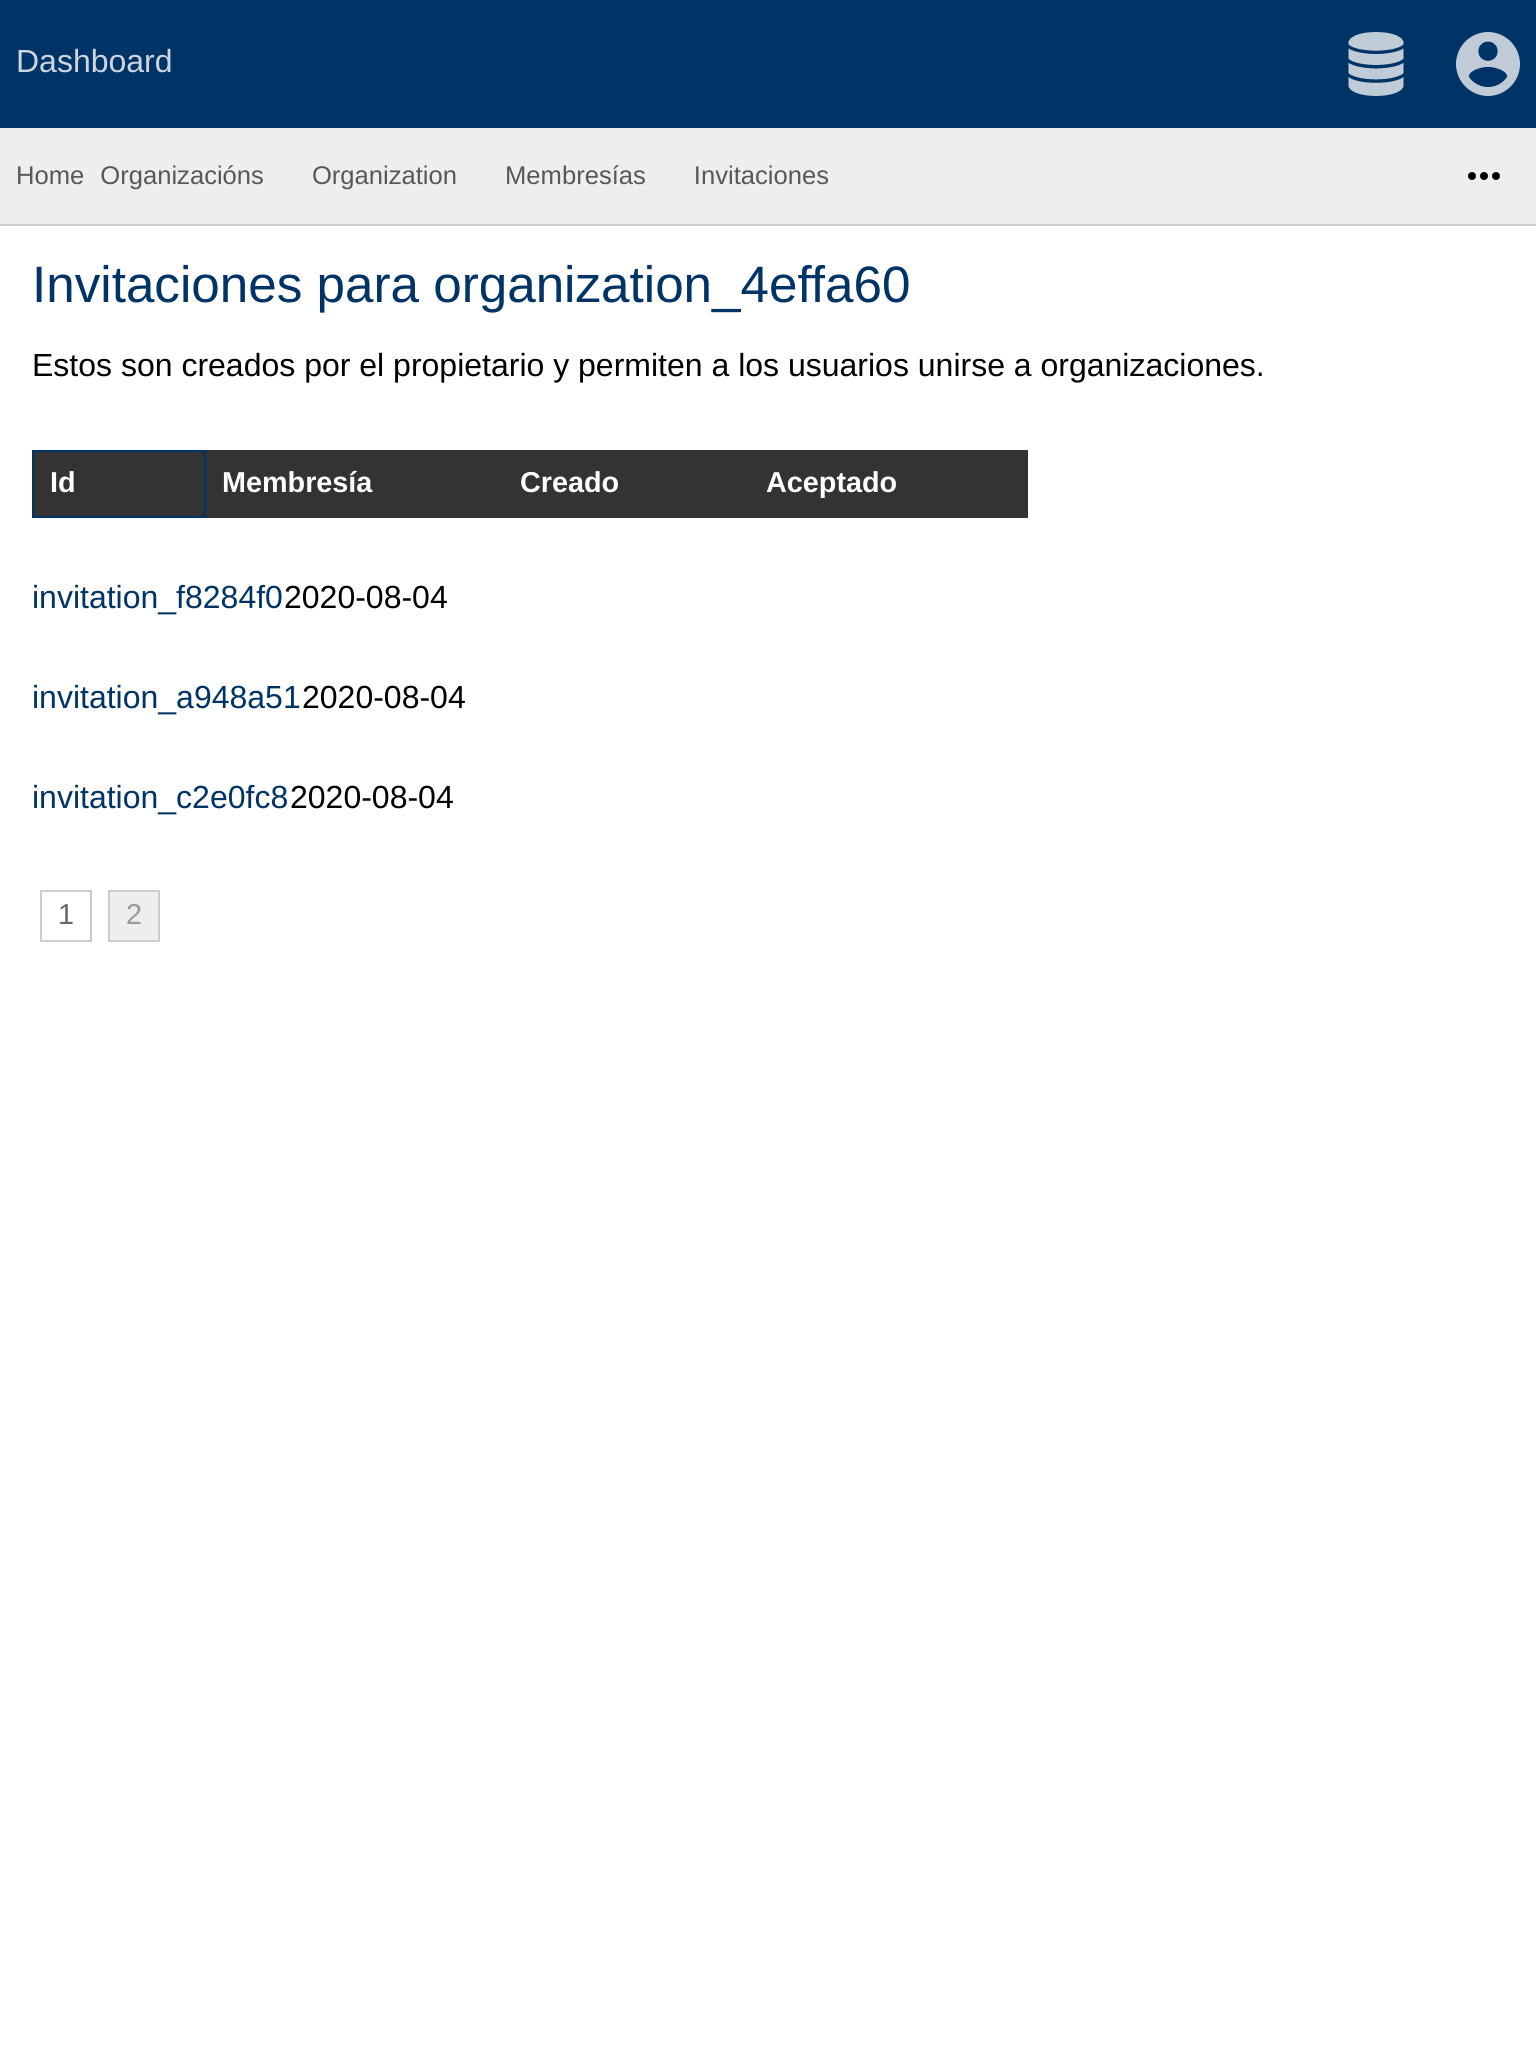 Dashboard
Home Organizacións Organization Membresías Invitaciones
Invitaciones para organization_4effa60
Estos son creados por el propietario y permiten a los usuarios unirse a organizaciones.
Id Membresía Creado Aceptado
invitation_f8284f02020-08-04
invitation_a948a512020-08-04
invitation_c2e0fc82020-08-04
1 2